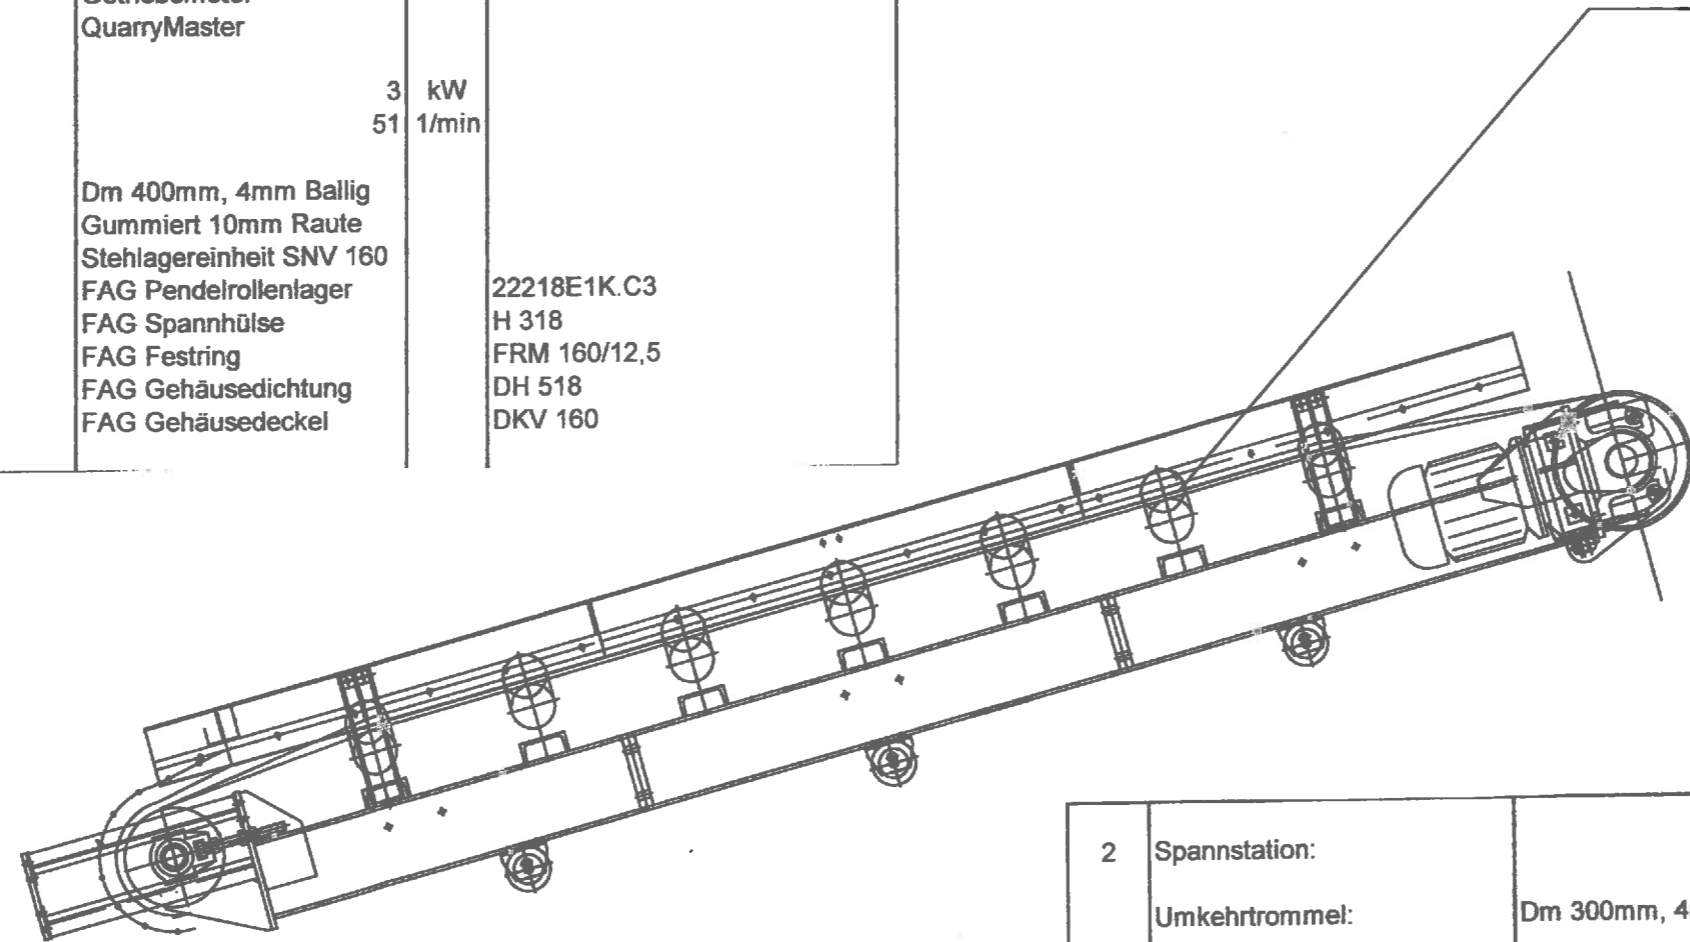 QuarryMaster
3 kW
51 1/min
Dm 400mm, 4mm Ballig
Gummiert 10mm Raute
Stehlagereinheit SNV 160
FAG Pendelrollenlager 22218E1K.C3
FAG Spannhülse H 318
FAG Festring FRM 160/12,5
FAG Gehäusedichtung DH 518
FAG Gehäusedeckel DKV 160
2 Spannstation:
Umkehrtrommel: Dm 300mm, 4